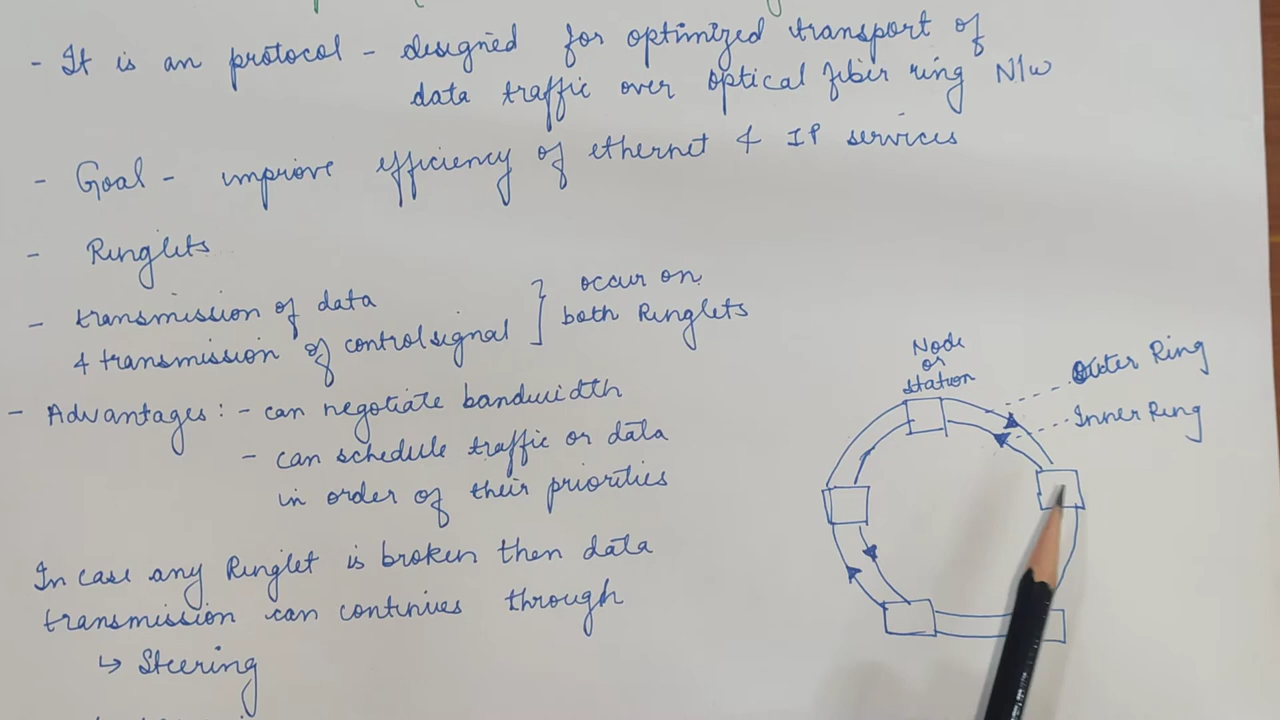 - It is an protocol - designed for optimized transport of
data traffic over optical fiber ring N/w
- Goal - improve efficiency of ethernet & IP services
- Ringlets
- transmission of data
& transmission of control signal } occur on both Ringlets
- Advantages : - can negotiate bandwidth
- can schedule traffic or data
in order of their priorities
In case any Ringlet is broken then data
transmission can continues through
↳ Steering
Node
or
station
Outer Ring
Inner Ring